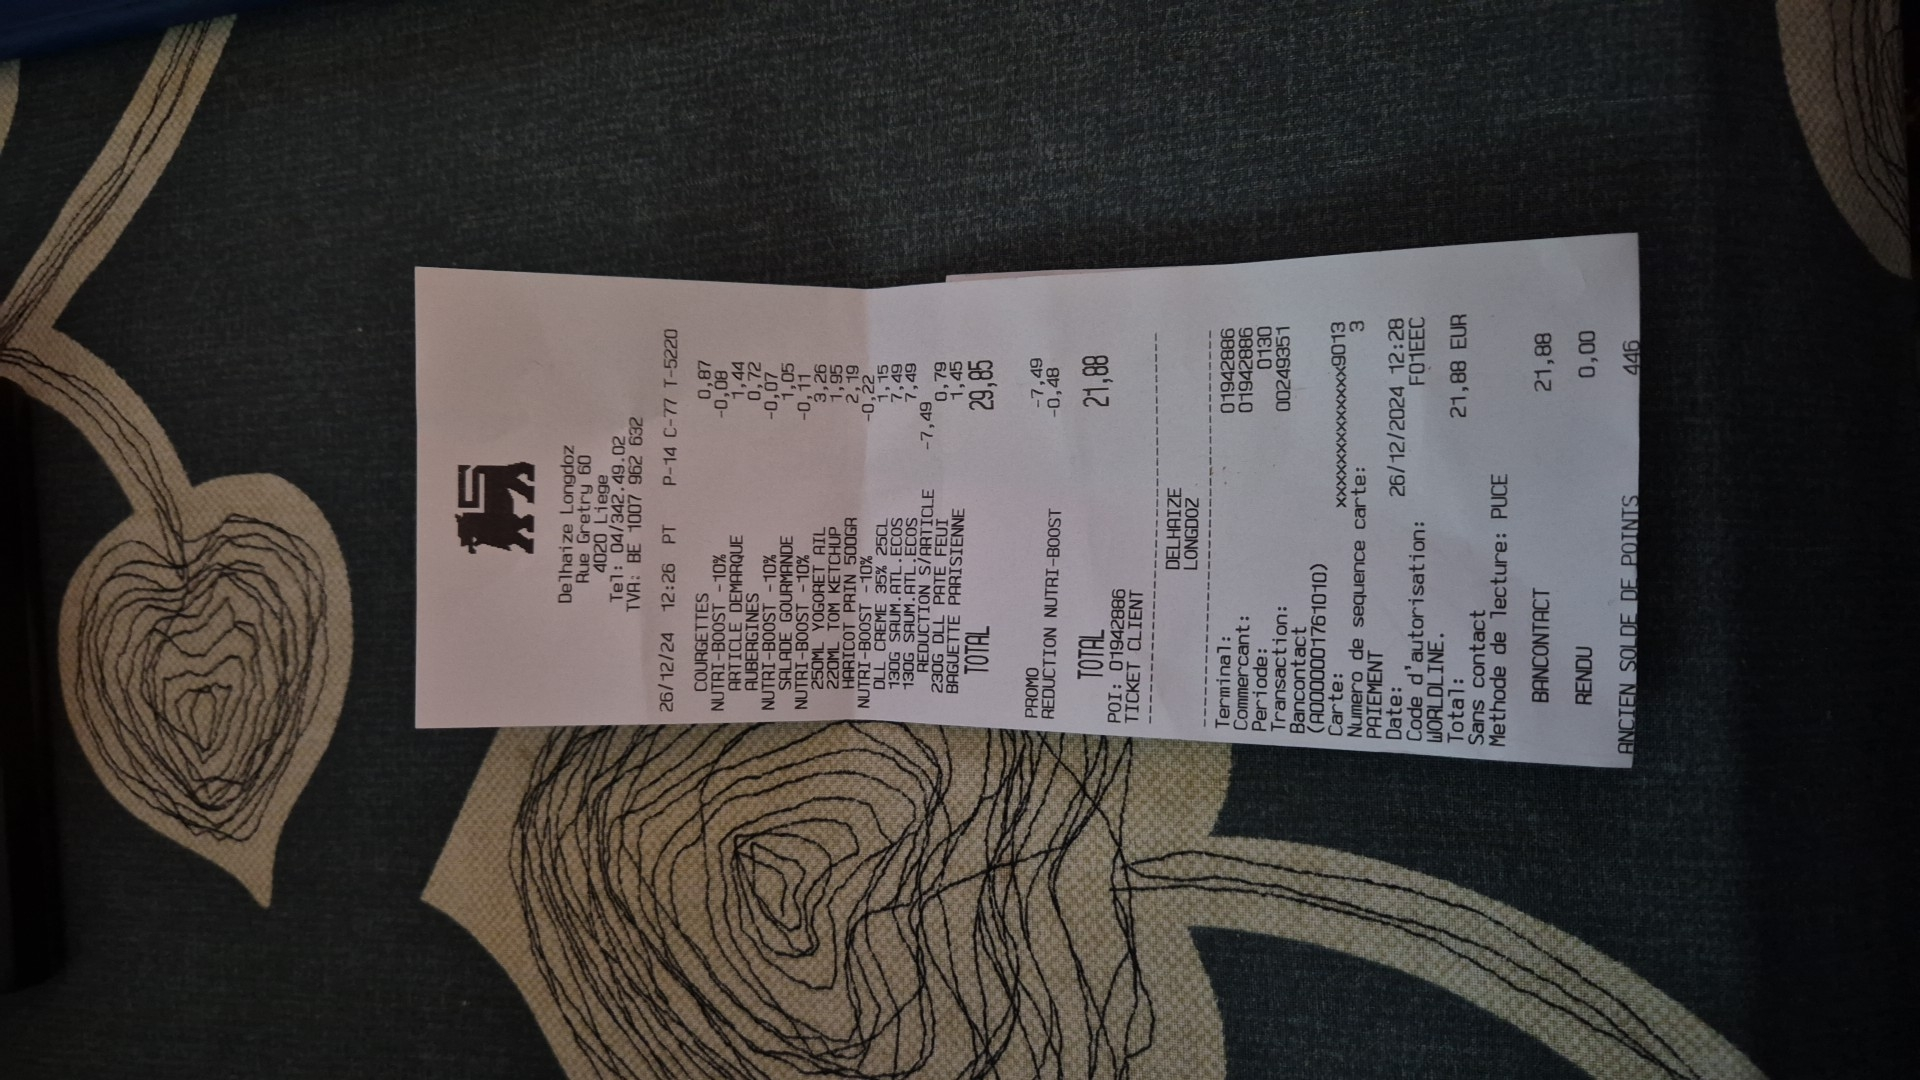 Delhaize Longdoz
Rue Gretry 60
4020 Liege
Tel: 04/342.49.02
TVA: BE 1007 962 632
26/12/24 12:26 PT P-14 C-77 T-5220
COURGETTES 0,87
NUTRI-BOOST -10% -0,08
ARTICLE DEMARQUE 1,44
AUBERGINES 0,72
NUTRI-BOOST -10% -0,07
SALADE GOURMANDE 1,05
NUTRI-BOOST -10% -0,11
250ML YOGORET AIL 3,26
220ML TOM KETCHUP 1,95
HARICOT PRIN 500GR 2,19
NUTRI-BOOST -10% -0,22
DLL CREME 35% 25CL 1,15
130G SAUM.ATL.ECOS 7,49
130G SAUM.ATL.ECOS 7,49
REDUCTION S/ARTICLE -7,49
230G DLL PATE FEUI 0,79
BAGUETTE PARISIENNE 1,45
TOTAL 29,85
PROMO -7,49
REDUCTION NUTRI-BOOST -0,48
TOTAL 21,88
POI: 01942886
TICKET CLIENT
DELHAIZE
LONGDOZ
Terminal: 01942886
Commercant: 01942886
Periode: 0130
Transaction: 00249351
Bancontact
(A0000001761010)
Carte: xxxxxxxxxxxxxxx9013
Numero de sequence carte: 3
PAIEMENT
Date: 26/12/2024 12:28
Code d'autorisation: F01EEC
WORLDLINE.
Total: 21,88 EUR
Sans contact
Methode de lecture: PUCE
BANCONTACT 21,88
RENDU 0,00
ANCIEN SOLDE DE POINTS 446